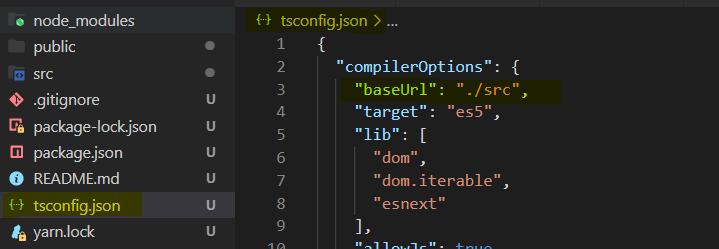 node_modules
public
src
.gitignore U
package-lock.json U
package.json U
README.md U
tsconfig.json U
yarn.lock U
tsconfig.json > ...
1 {
2 "compilerOptions": {
3 "baseUrl": "./src",
4 "target": "es5",
5 "lib": [
6 "dom",
7 "dom.iterable",
8 "esnext"
9 ],
10 "allowJs": true